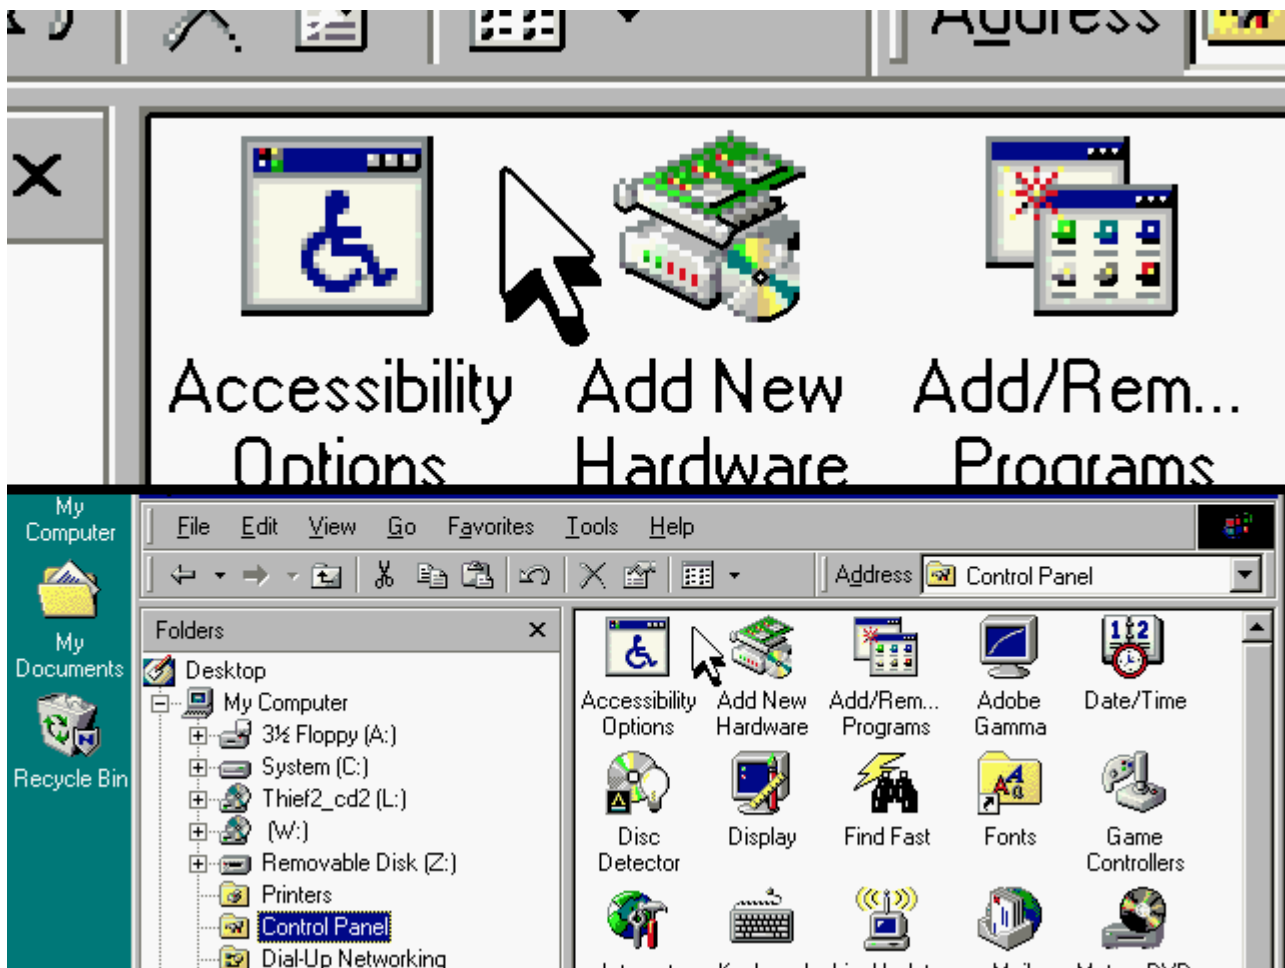 Address
Accessibility Add New Add/Rem...
Options Hardware Programs
My
Computer
My
Documents
Recycle Bin
File Edit View Go Favorites Tools Help
Address Control Panel
Folders
Desktop
My Computer
3½ Floppy (A:)
System (C:)
Thief2_cd2 (L:)
(W:)
Removable Disk (Z:)
Printers
Control Panel
Dial-Up Networking
Accessibility Add New Add/Rem... Adobe Date/Time
Options Hardware Programs Gamma
1 2
Disc Display Find Fast Fonts Game
Detector Controllers